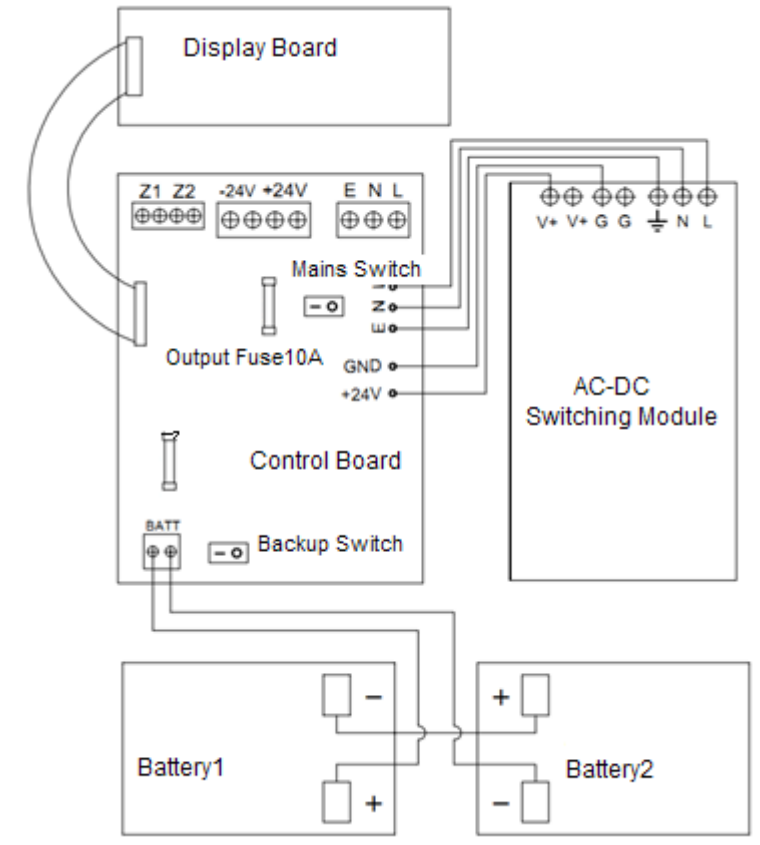 Display Board
Z1 Z2 -24V +24V E N L
V+ V+ G G N L
Mains Switch
N
E
Output Fuse10A
GND
+24V
AC-DC
Switching Module
Control Board
BATT
Backup Switch
− +
Battery1
Battery2
+ −